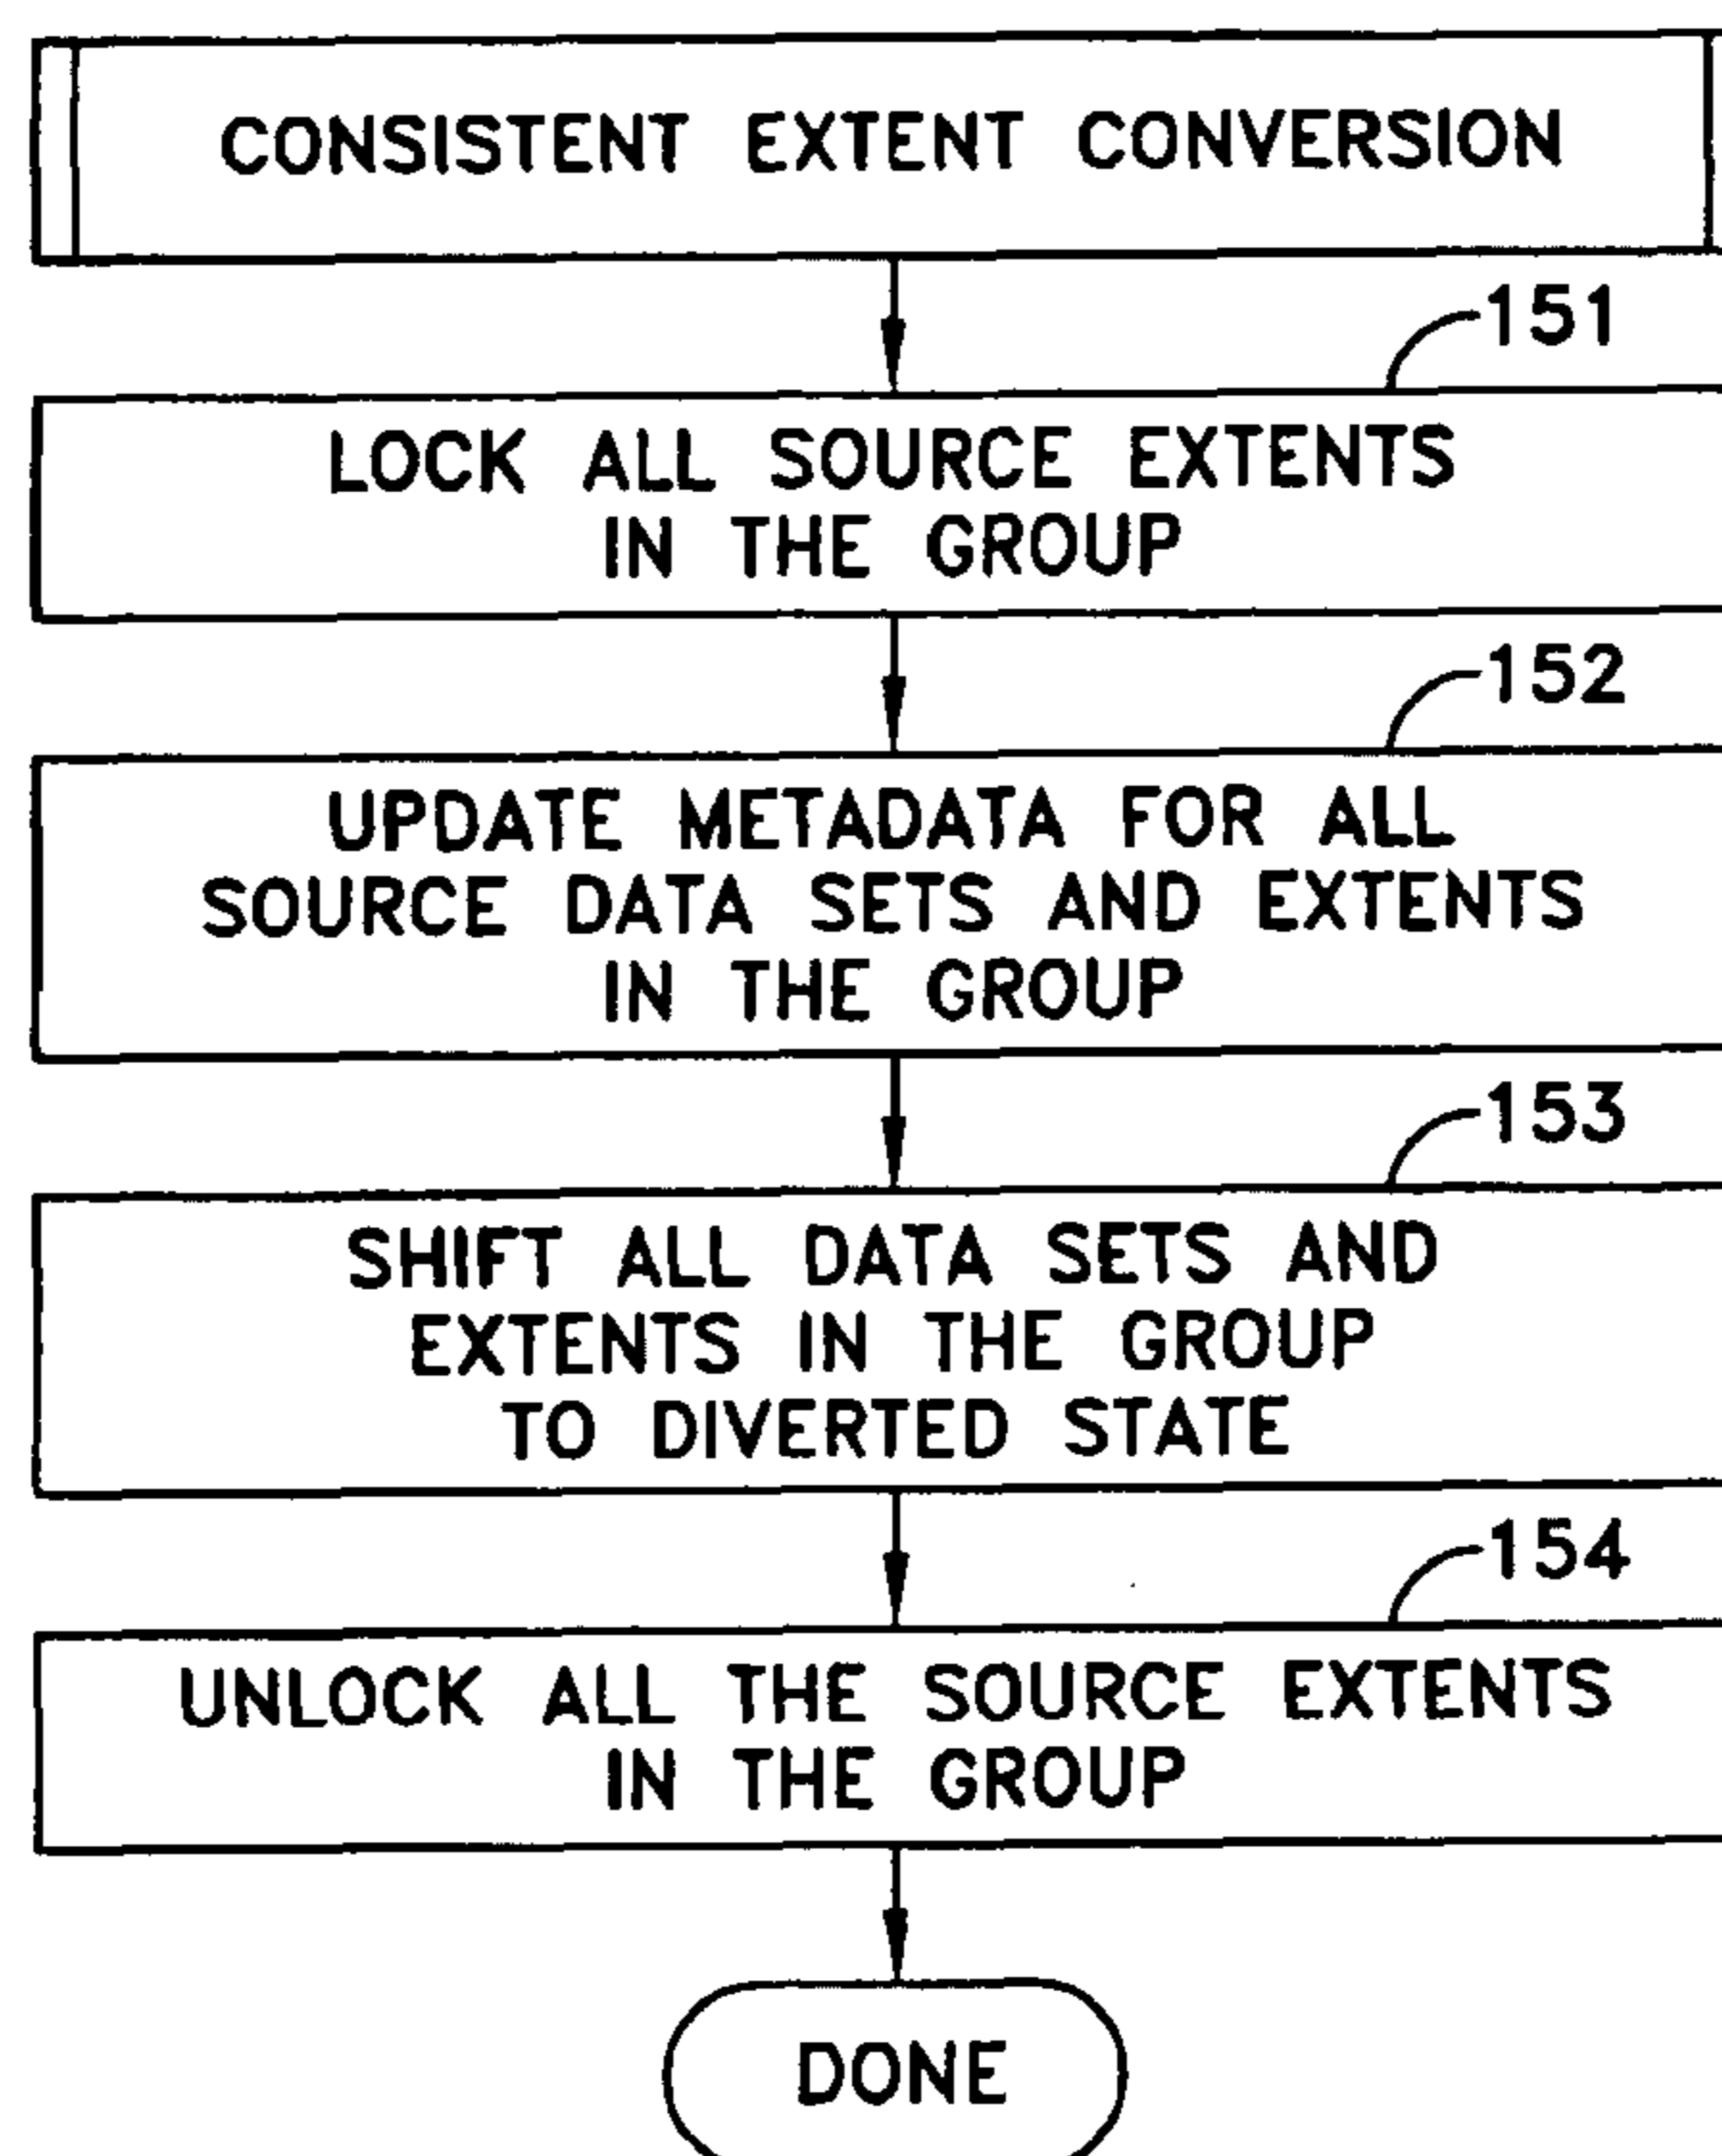 CONSISTENT EXTENT CONVERSION
151
LOCK ALL SOURCE EXTENTS
IN THE GROUP
152
UPDATE METADATA FOR ALL
SOURCE DATA SETS AND EXTENTS
IN THE GROUP
153
SHIFT ALL DATA SETS AND
EXTENTS IN THE GROUP
TO DIVERTED STATE
154
UNLOCK ALL THE SOURCE EXTENTS
IN THE GROUP
DONE